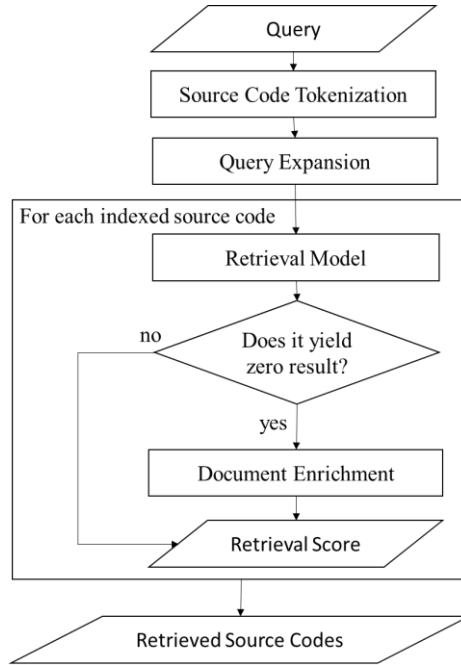 Query
Source Code Tokenization
Query Expansion
For each indexed source code
Retrieval Model
no
Does it yield
zero result?
yes
Document Enrichment
Retrieval Score
Retrieved Source Codes